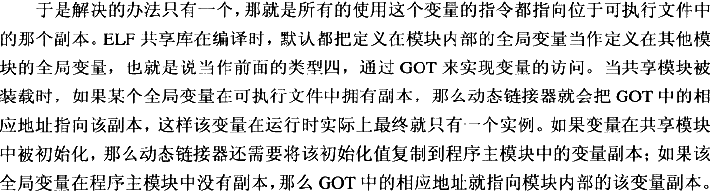 于是解决的办法只有一个，那就是所有的使用这个变量的指令都指向位于可执行文件中
的那个副本。ELF 共享库在编译时，默认都把定义在模块内部的全局变量当作定义在其他模
块的全局变量，也就是说当作前面的类型四，通过 GOT 来实现变量的访问。当共享模块被
装载时，如果某个全局变量在可执行文件中拥有副本，那么动态链接器就会把 GOT 中的相
应地址指向该副本，这样该变量在运行时实际上最终就只有一个实例。如果变量在共享模块
中被初始化，那么动态链接器还需要将该初始化值复制到程序主模块中的变量副本；如果该
全局变量在程序主模块中没有副本，那么 GOT 中的相应地址就指向模块内部的该变量副本。